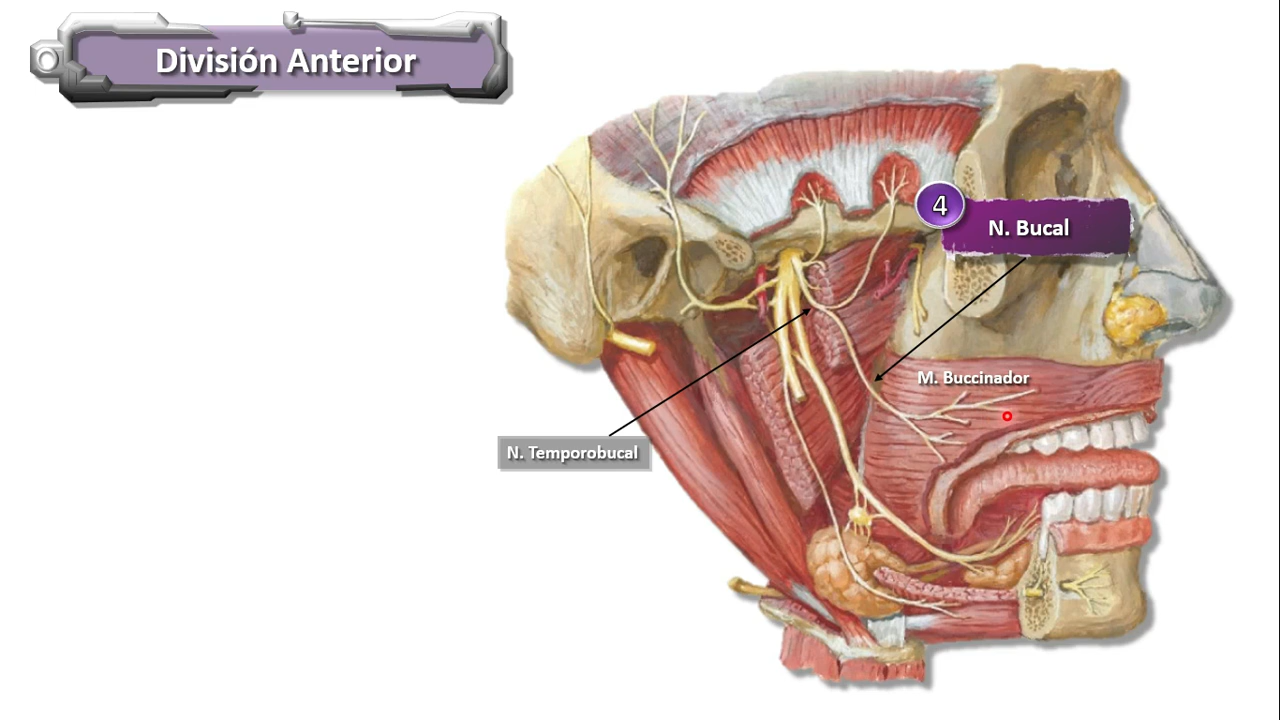 División Anterior
4
N. Bucal
M. Buccinador
N. Temporobucal